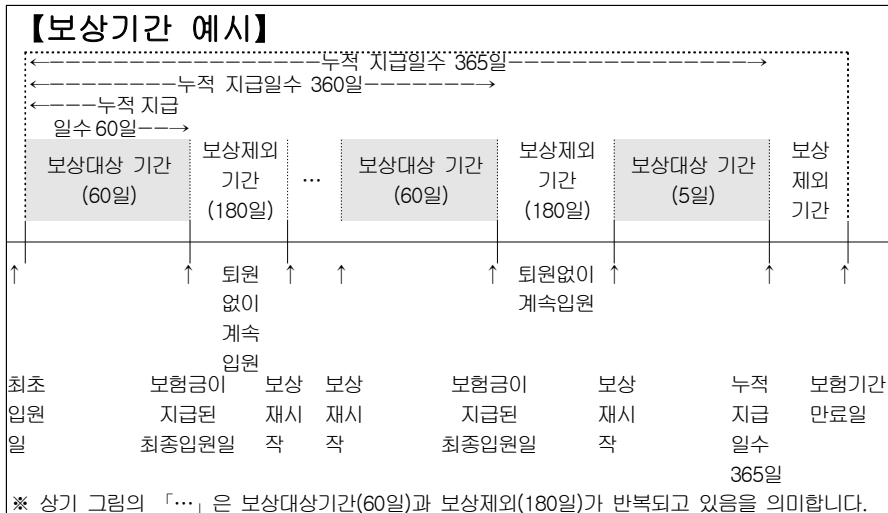 【보상기간 예시】
←－－－－－－－－－－－－－－－－－누적 지급일수 365일－－－－－－－－－－－－－－－→
←－－－－－－－－누적 지급일수 360일－－－－－－－→
←－－－누적 지급
일수 60일－－→
보상대상 기간
(60일)
보상제외
기간
(180일)
…
보상대상 기간
(60일)
보상제외
기간
(180일)
보상대상 기간
(5일)
보상
제외
기간
↑ ↑ ↑ ↑ ↑ ↑ ↑ ↑
퇴원
없이
계속
입원
퇴원없이
계속입원
최초
입원
일
보험금이
지급된
최종입원일
보상
재시
작
보상
재시
작
보험금이
지급된
최종입원일
보상
재시
작
누적
지급
일수
365일
보험기간
만료일
※ 상기 그림의 「…」은 보상대상기간(60일)과 보상제외(180일)가 반복되고 있음을 의미합니다.